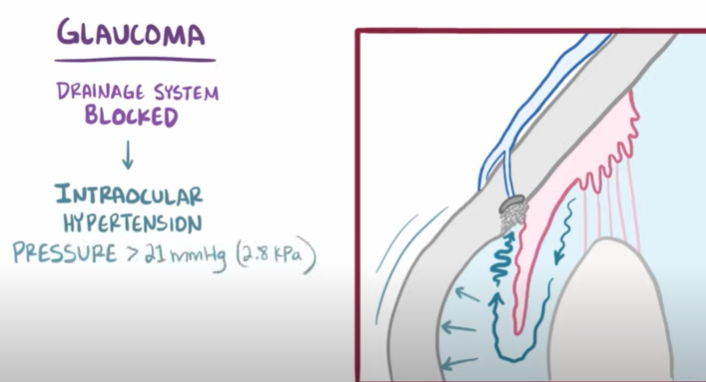 GLAUCOMA
DRAINAGE SYSTEM
BLOCKED
INTRAOCULAR
HYPERTENSION
PRESSURE > 21 mmHg (2.8 kPa)